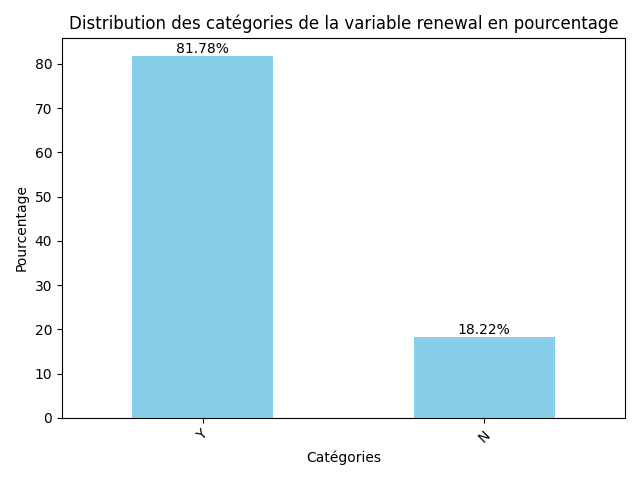 Distribution des catégories de la variable renewal en pourcentage
81.78%
18.22%
80
70
60
50
40
30
20
10
0
Pourcentage
Y
N
Catégories